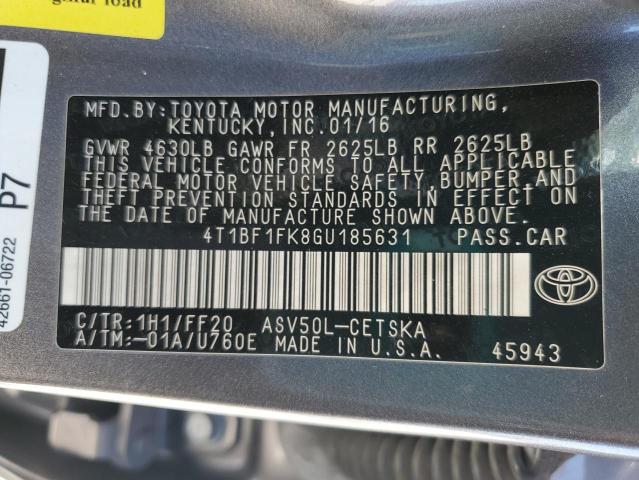 gnal load
P7
42661-06722
MFD.BY:TOYOTA MOTOR MANUFACTURING,
KENTUCKY, INC.01/16
GVWR 4630LB GAWR FR 2625LB RR 2625LB
THIS VEHICLE CONFORMS TO ALL APPLICABLE
FEDERAL MOTOR VEHICLE SAFETY, BUMPER, AND
THEFT PREVENTION STANDARDS IN EFFECT ON
THE DATE OF MANUFACTURE SHOWN ABOVE.
4T1BF1FK8GU185631 PASS.CAR
C/TR:1H1/FF20 ASV50L-CETSKA
A/TM:-01A/U760E MADE IN U.S.A. 45943